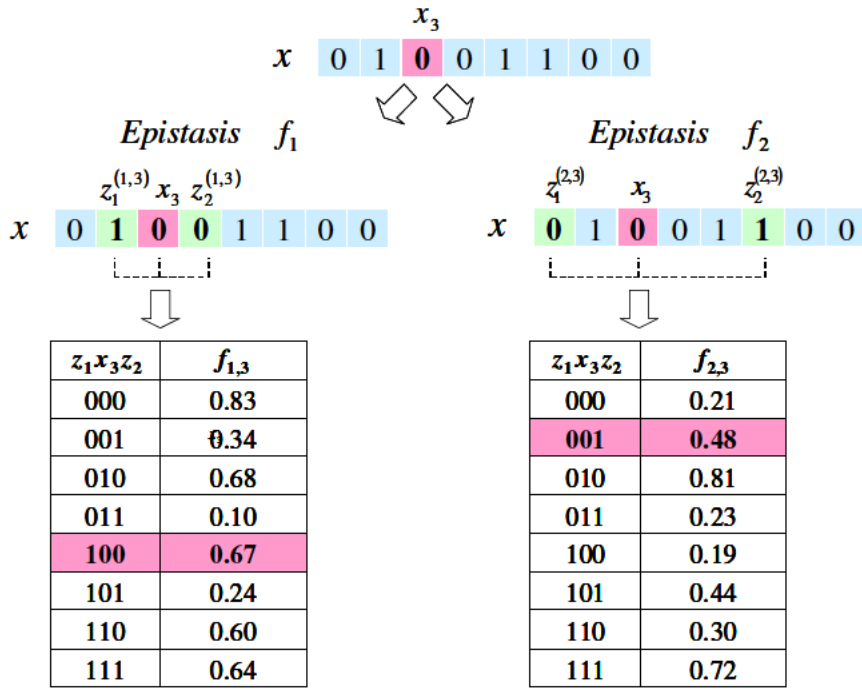 x₃
x 0 1 0 0 1 1 0 0
Epistasis f₁
z₁⁽¹,³⁾ x₃ z₂⁽¹,³⁾
x 0 1 0 0 1 1 0 0
z₁x₃z₂ f₁,₃
000 0.83
001 0.34
010 0.68
011 0.10
100 0.67
101 0.24
110 0.60
111 0.64
Epistasis f₂
z₁⁽²,³⁾ x₃ z₂⁽²,³⁾
x 0 1 0 0 1 1 0 0
z₁x₃z₂ f₂,₃
000 0.21
001 0.48
010 0.81
011 0.23
100 0.19
101 0.44
110 0.30
111 0.72